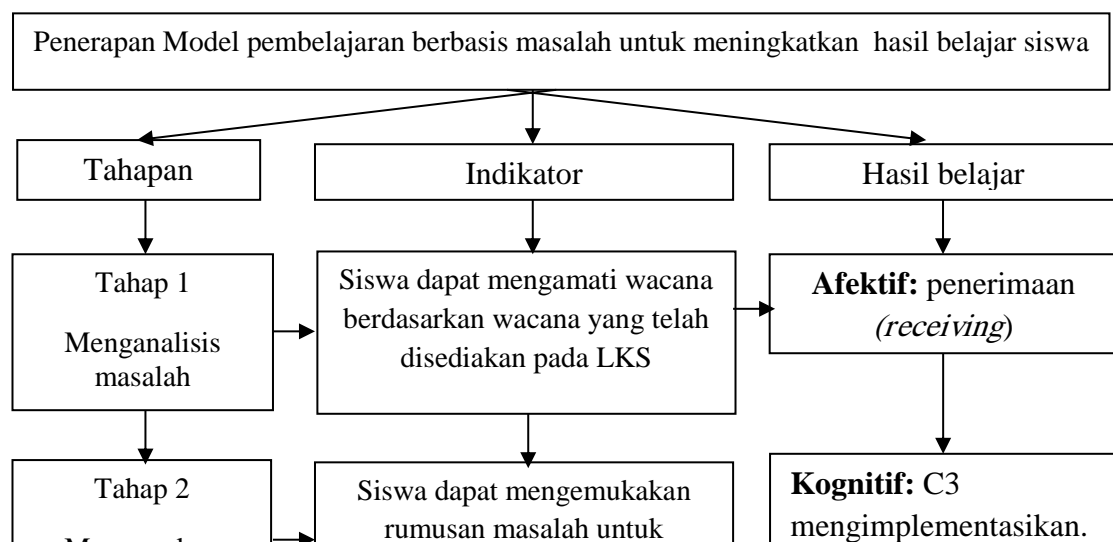 Penerapan Model pembelajaran berbasis masalah untuk meningkatkan hasil belajar siswa
Tahapan
Indikator
Hasil belajar
Tahap 1
Menganalisis
masalah
Siswa dapat mengamati wacana
berdasarkan wacana yang telah
disediakan pada LKS
Afektif: penerimaan
(receiving)
Tahap 2
Siswa dapat mengemukakan
rumusan masalah untuk
Kognitif: C3
mengimplementasikan.